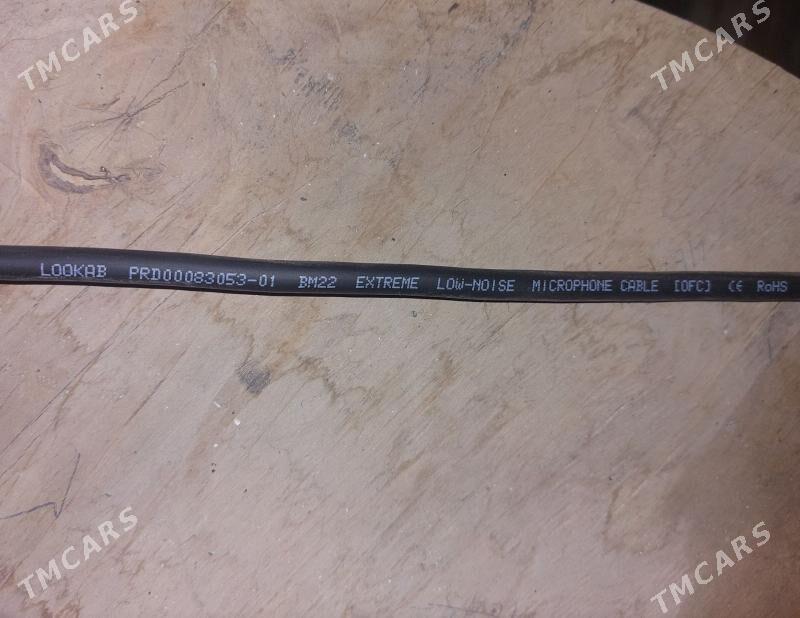 TMCARS
TMCARS
LOOKAB PRD00083053-01 BM22 EXTREME LOW-NOISE MICROPHONE CABLE [OFC] CE RoHS
TMCARS
TMCARS